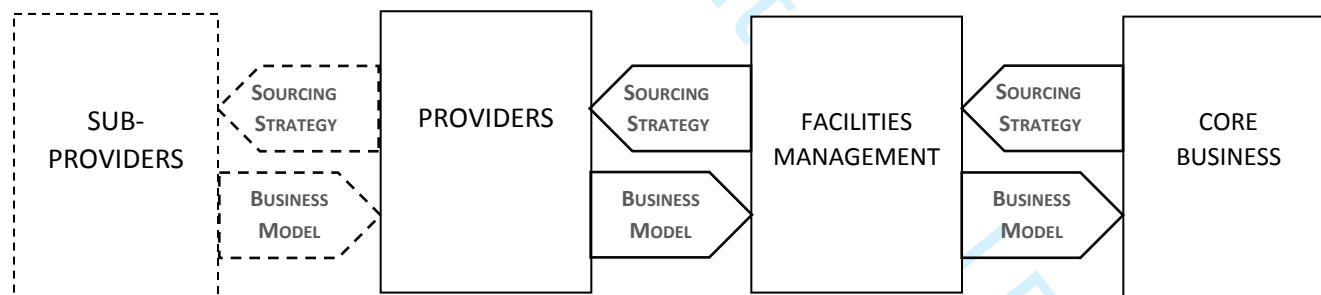 SUB-
PROVIDERS
SOURCING
STRATEGY
BUSINESS
MODEL
PROVIDERS
SOURCING
STRATEGY
BUSINESS
MODEL
FACILITIES
MANAGEMENT
SOURCING
STRATEGY
BUSINESS
MODEL
CORE
BUSINESS